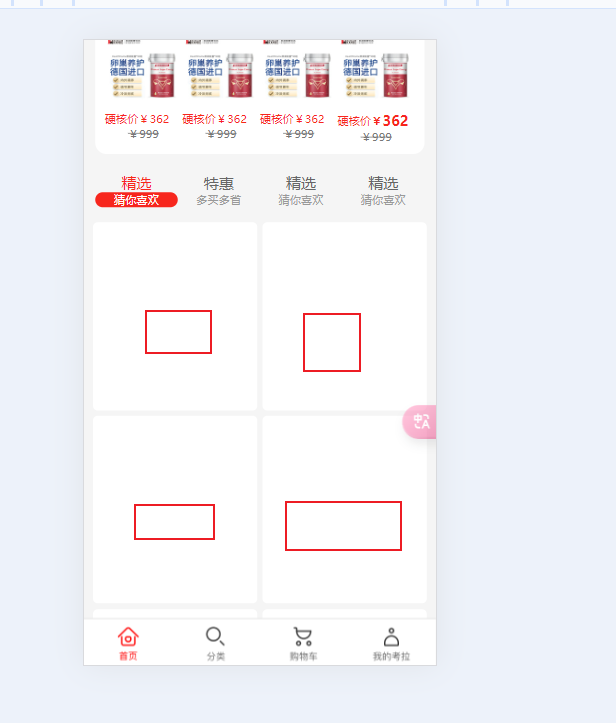 卵巢养护 卵巢养护 卵巢养护 卵巢养护
德国进口 德国进口 德国进口 德国进口
硬核价￥362 硬核价￥362 硬核价￥362 硬核价￥362
￥999 ￥999 ￥999 ￥999
精选 特惠 精选 精选
猜你喜欢 多买多首 猜你喜欢 猜你喜欢
中A
首页 分类 购物车 我的考拉